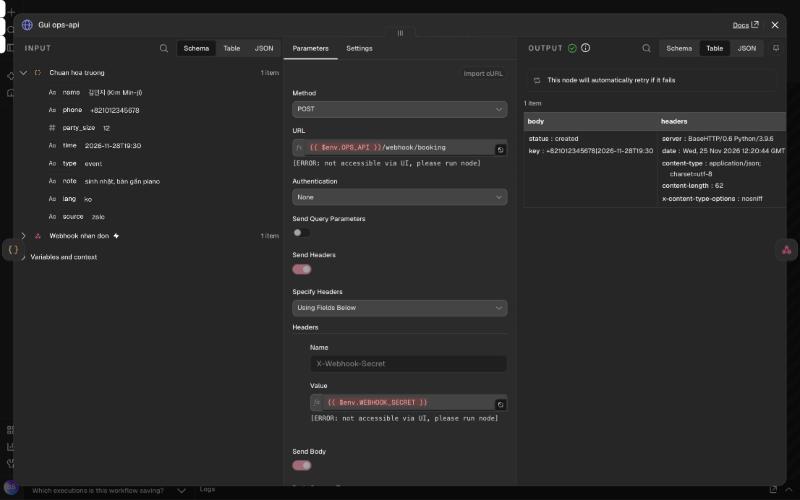 Gui ops-api
Docs
INPUT
Schema
Table
JSON
Chuan hoa truong
1 item
name 김민지 (Kim Min-ji)
phone +821012345678
party_size 12
time 2026-11-28T19:30
type event
note sinh nhật, bàn gần piano
lang ko
source zalo
Webhook nhan don
1 item
Variables and context
Parameters
Settings
Import cURL
Method
POST
URL
fx {{ $env.OPS_API }}/webhook/booking
[ERROR: not accessible via UI, please run node]
Authentication
None
Send Query Parameters
Send Headers
Specify Headers
Using Fields Below
Headers
Name
X-Webhook-Secret
Value
fx {{ $env.WEBHOOK_SECRET }}
[ERROR: not accessible via UI, please run node]
Send Body
OUTPUT
Schema
Table
JSON
This node will automatically retry if it fails
1 item
body
headers
status : created
key : +821012345678|2026-11-28T19:30
server : BaseHTTP/0.6 Python/3.9.6
date : Wed, 25 Nov 2026 12:20:44 GMT
content-type : application/json;
charset=utf-8
content-length : 62
x-content-type-options : nosniff
Which executions is this workflow saving?
Logs